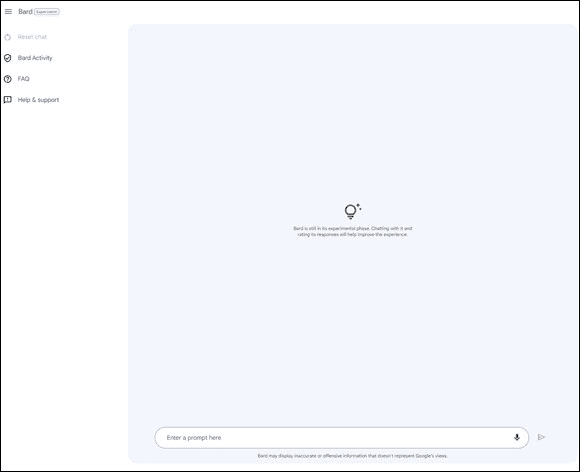 Bard Experiment
Reset chat
Bard Activity
FAQ
Help & support
Bard is still in its experimental phase. Chatting with it and
rating its responses will help improve the experience.
Enter a prompt here
Bard may display inaccurate or offensive information that doesn't represent Google's views.